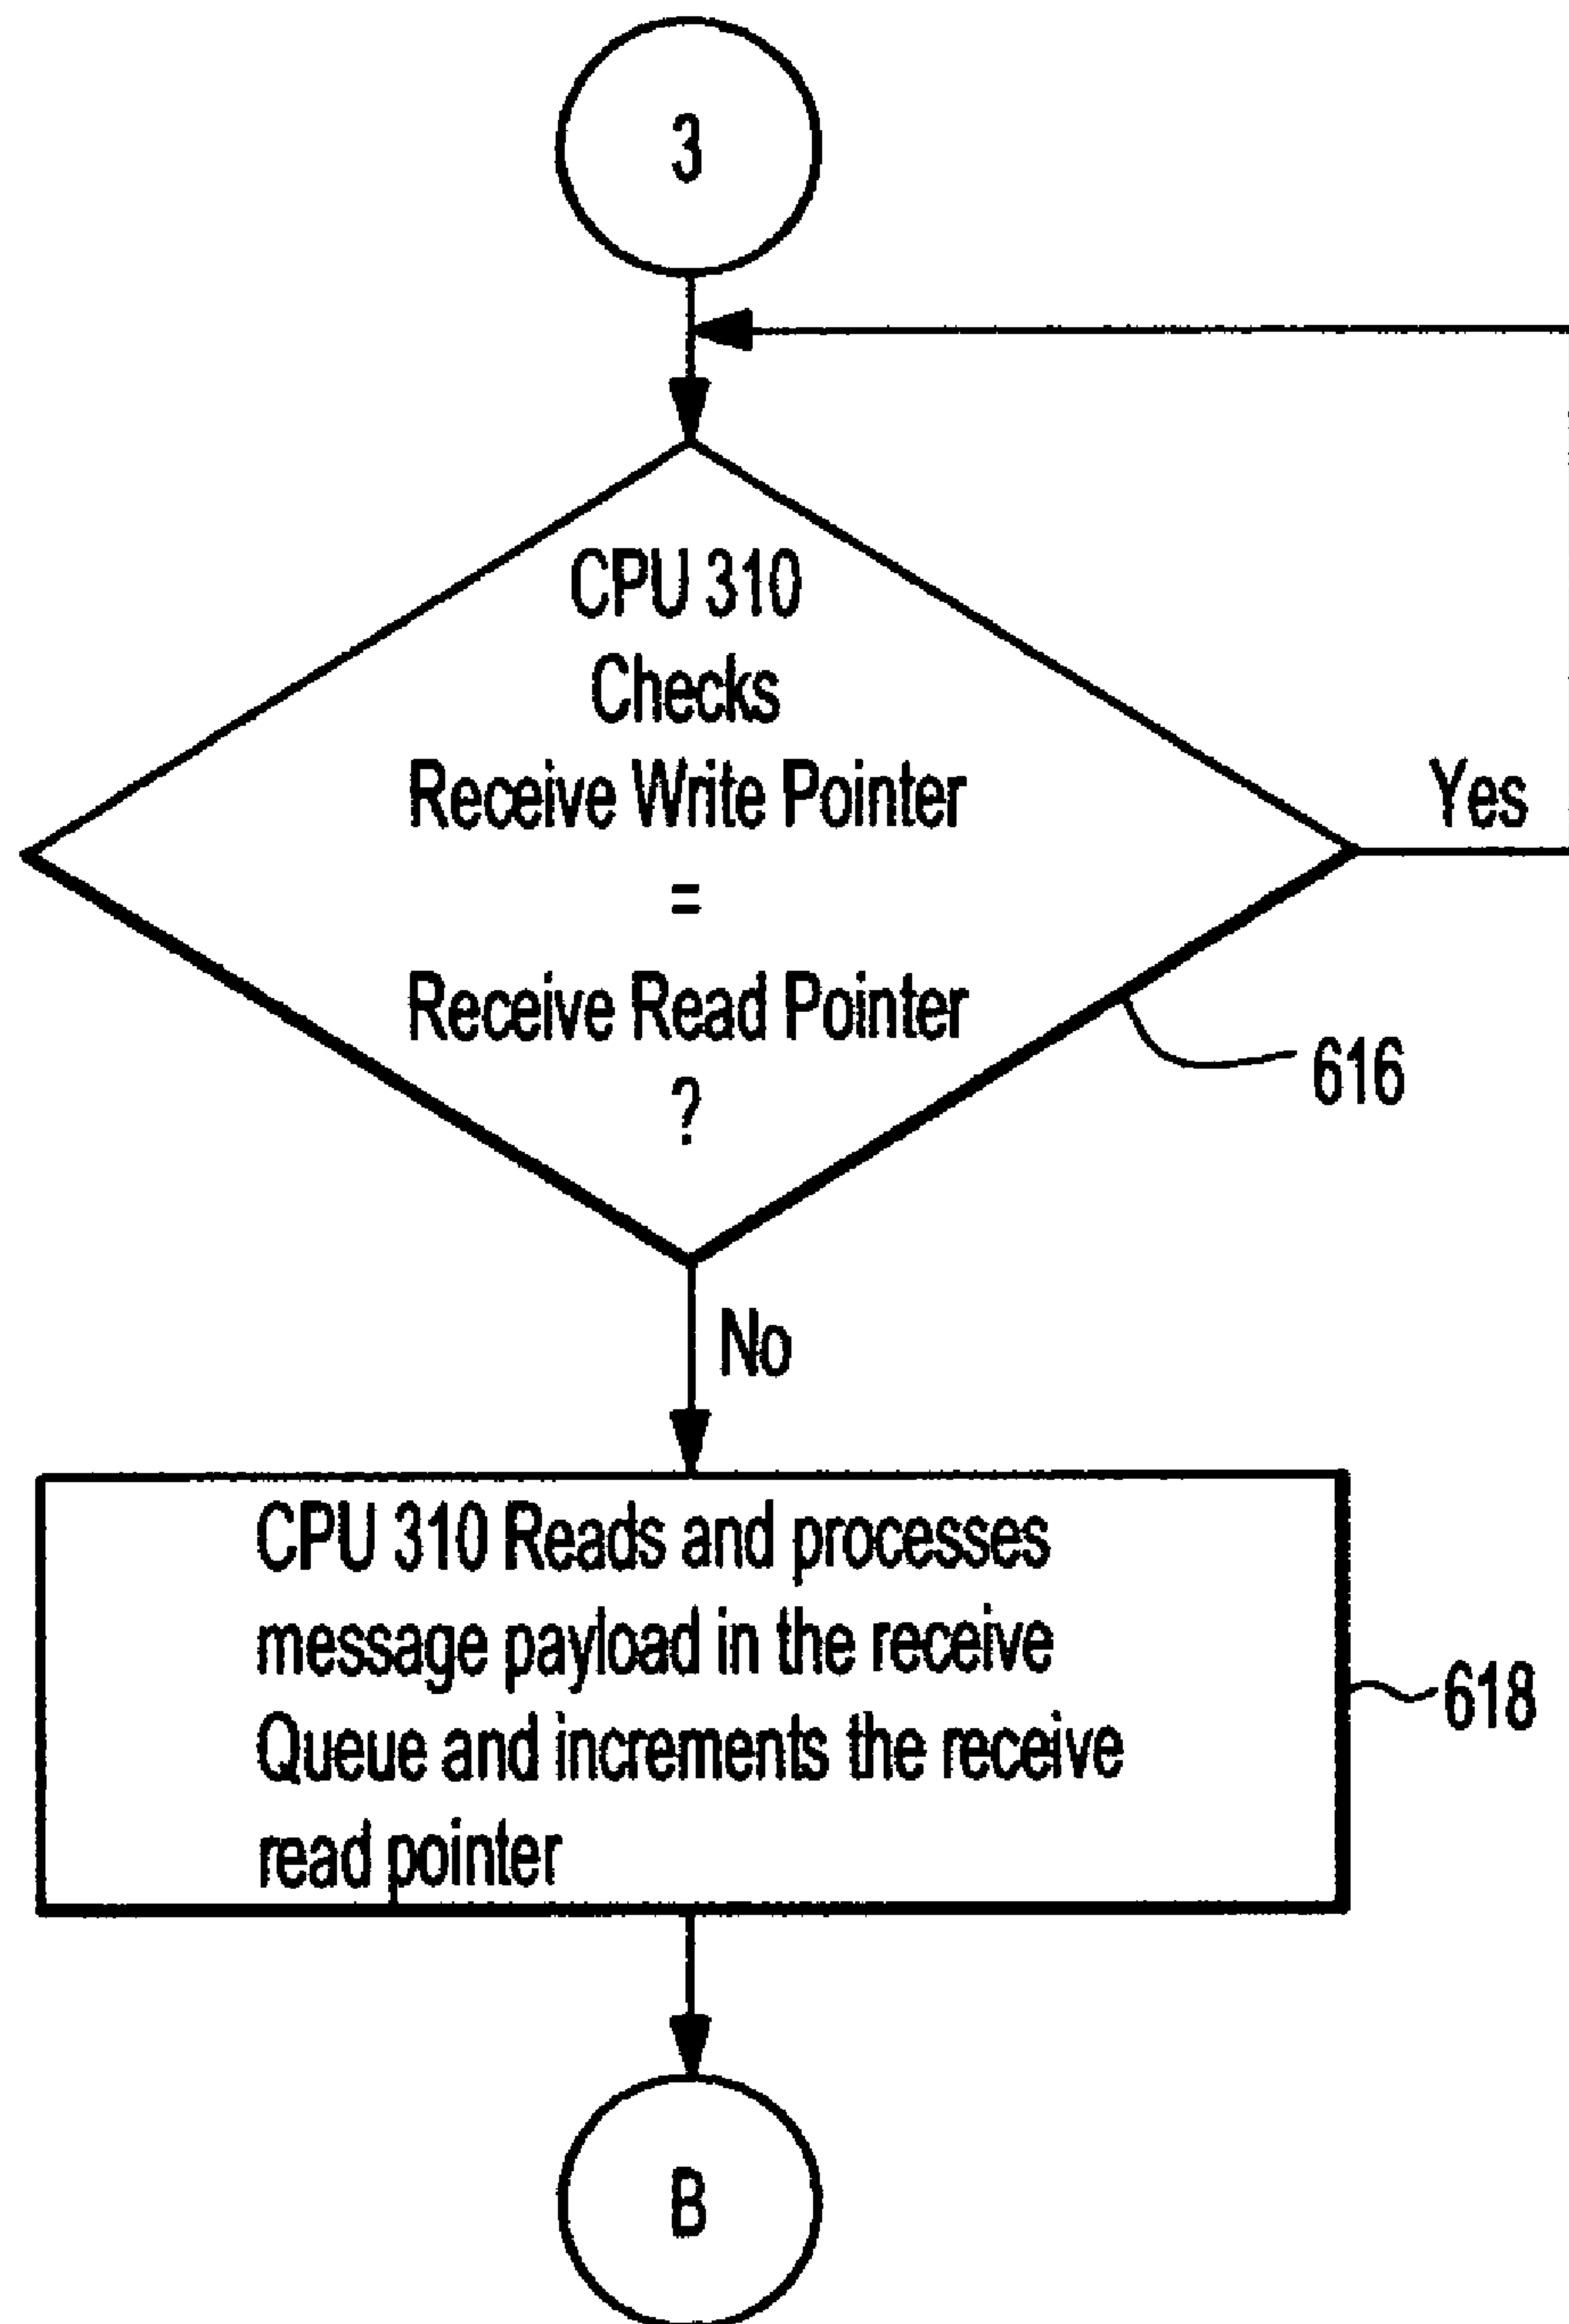 3
CPU 310
Checks
Receive Write Pointer
=
Receive Read Pointer
?
Yes
616
No
CPU 310 Reads and processes
message payload in the receive
Queue and increments the receive
read pointer
618
B